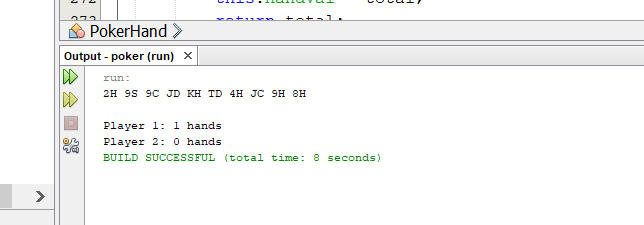 272
this.handVal = total;
273
return total;
PokerHand
Output - poker (run) ×
run:
2H 9S 9C JD KH TD 4H JC 9H 8H
Player 1: 1 hands
Player 2: 0 hands
BUILD SUCCESSFUL (total time: 8 seconds)